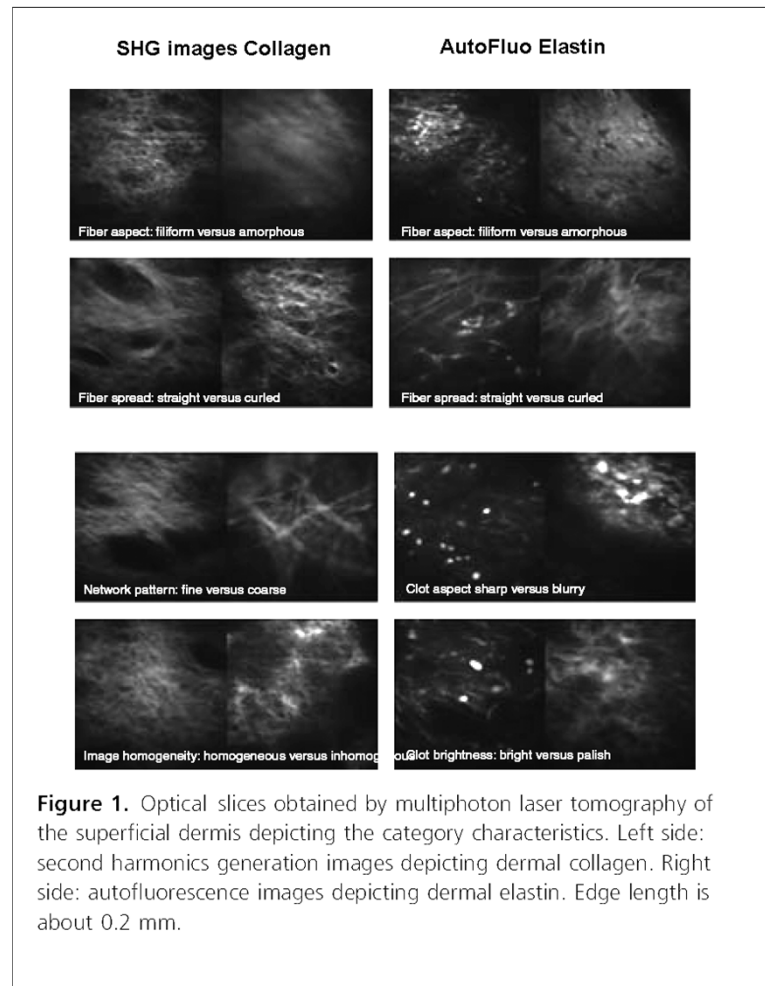 SHG images Collagen
AutoFluo Elastin
Fiber aspect: filiform versus amorphous
Fiber aspect: filiform versus amorphous
Fiber spread: straight versus curled
Fiber spread: straight versus curled
Network pattern: fine versus coarse
Clot aspect sharp versus blurry
Image homogeneity: homogeneous versus inhomogenous
Clot brightness: bright versus palish
Figure 1. Optical slices obtained by multiphoton laser tomography of
the superficial dermis depicting the category characteristics. Left side:
second harmonics generation images depicting dermal collagen. Right
side: autofluorescence images depicting dermal elastin. Edge length is
about 0.2 mm.